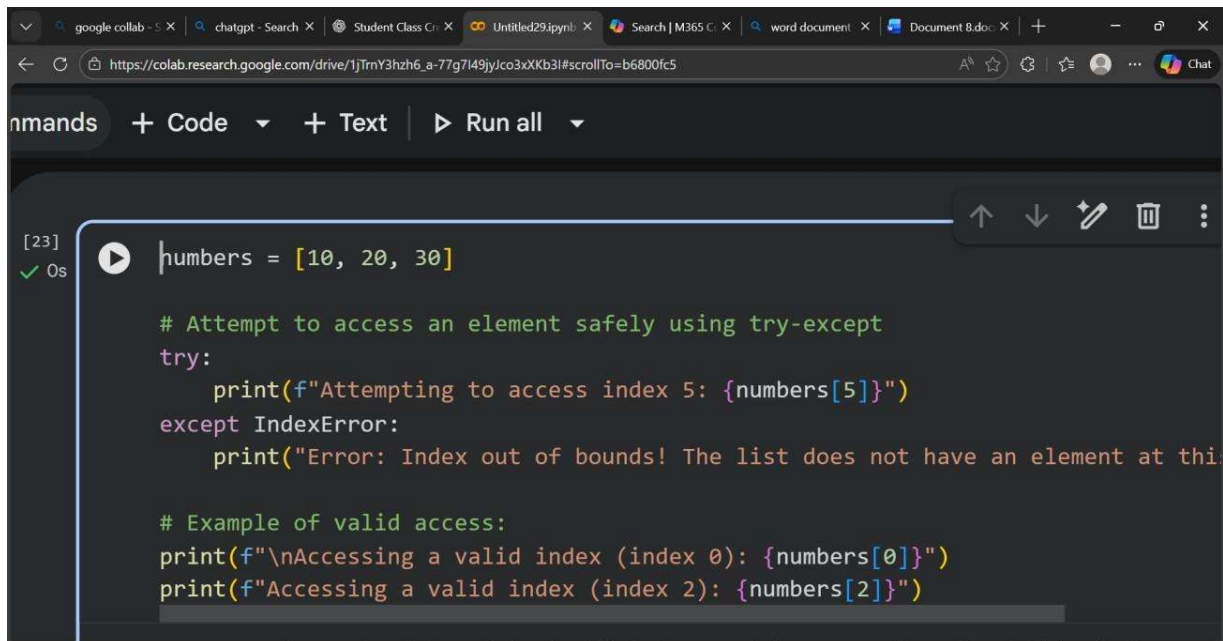 google collab - S
chatgpt - Search
Student Class Cre
Untitled29.ipynb
Search | M365 C
word document
Document 8.doc
https://colab.research.google.com/drive/1jTrnY3hzh6_a-77g7I49jyJco3xXKb3I#scrollTo=b6800fc5
Chat
mmands + Code + Text Run all
[23]
0s
numbers = [10, 20, 30]
# Attempt to access an element safely using try-except
try:
print(f"Attempting to access index 5: {numbers[5]}")
except IndexError:
print("Error: Index out of bounds! The list does not have an element at thi
# Example of valid access:
print(f"\nAccessing a valid index (index 0): {numbers[0]}")
print(f"Accessing a valid index (index 2): {numbers[2]}")